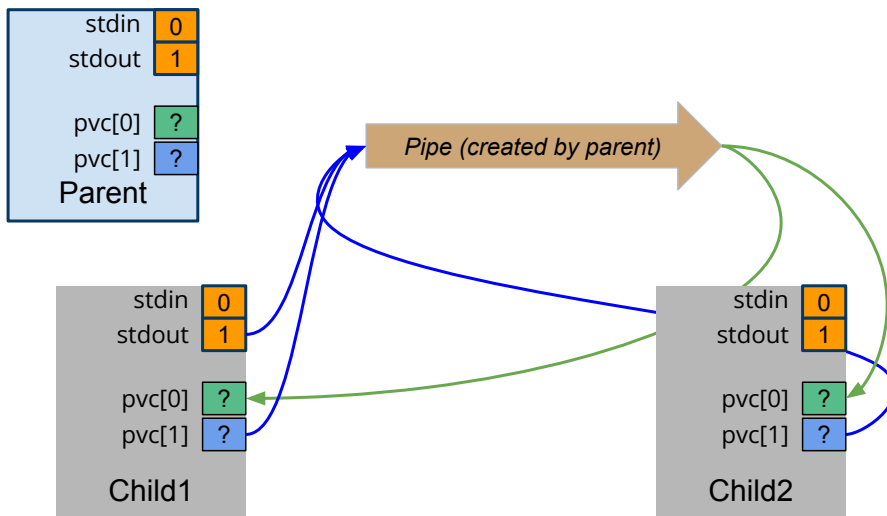 stdin 0
stdout 1
pvc[0] ?
pvc[1] ?
Parent
Pipe (created by parent)
stdin 0
stdout 1
pvc[0] ?
pvc[1] ?
Child1
stdin 0
stdout 1
pvc[0] ?
pvc[1] ?
Child2